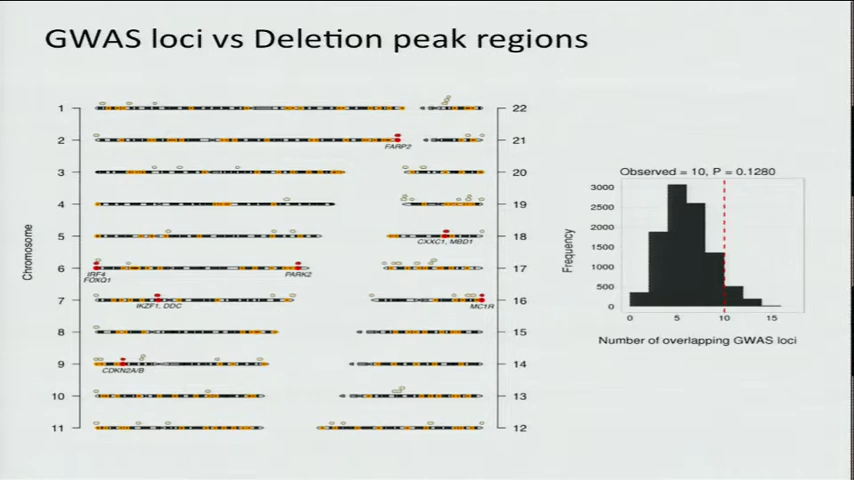 GWAS loci vs Deletion peak regions
Chromosome
1
2
3
4
5
6
7
8
9
10
11
FARP2
CXXC1, MBD1
IRF4
FOXQ1
PARK2
IKZF1, DDC
MC1R
CDKN2A/B
22
21
20
19
18
17
16
15
14
13
12
Observed = 10, P = 0.1280
Frequency
3000
2500
2000
1500
1000
500
0
0 5 10 15
Number of overlapping GWAS loci